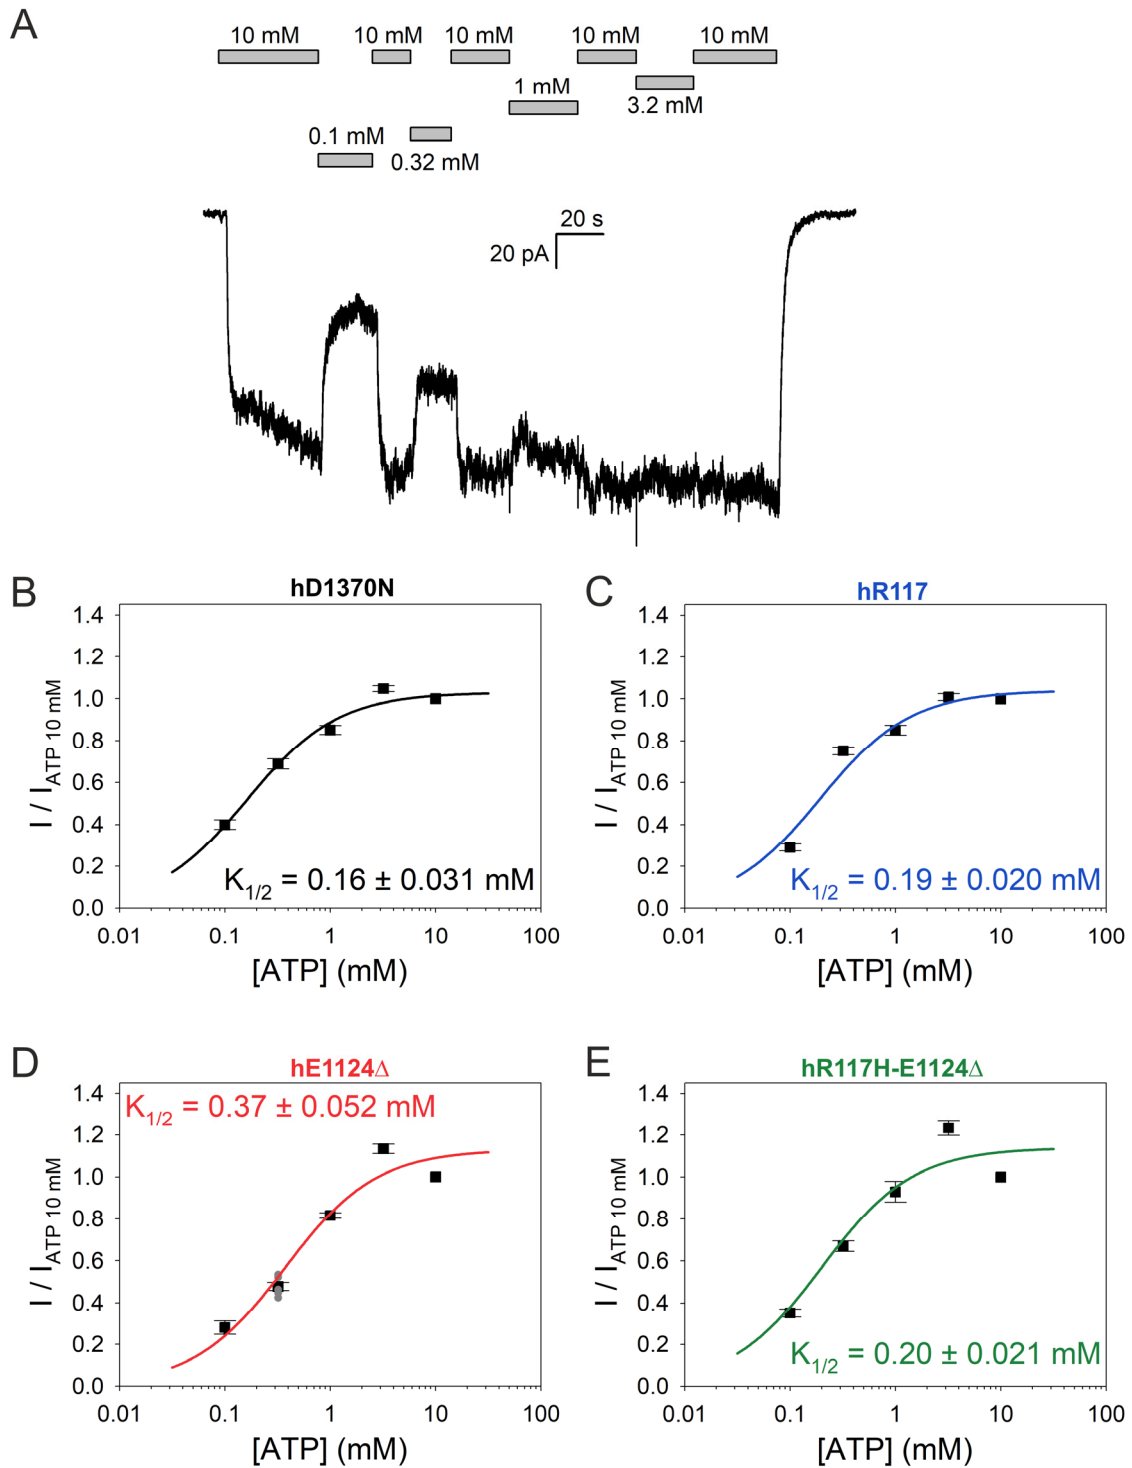 A
10 mM 10 mM 10 mM 10 mM 10 mM
1 mM
3.2 mM
0.1 mM
0.32 mM
20 s
20 pA
B
hD1370N
1.4
1.2
1.0
0.8
0.6
0.4
0.2
0.0
I / I ATP 10 mM
K1/2 = 0.16 ± 0.031 mM
0.01 0.1 1 10 100
[ATP] (mM)
C
hR117
1.4
1.2
1.0
0.8
0.6
0.4
0.2
0.0
I / I ATP 10 mM
K1/2 = 0.19 ± 0.020 mM
0.01 0.1 1 10 100
[ATP] (mM)
D
hE1124Δ
K1/2 = 0.37 ± 0.052 mM
1.4
1.2
1.0
0.8
0.6
0.4
0.2
0.0
I / I ATP 10 mM
0.01 0.1 1 10 100
[ATP] (mM)
E
hR117H-E1124Δ
1.4
1.2
1.0
0.8
0.6
0.4
0.2
0.0
I / I ATP 10 mM
K1/2 = 0.20 ± 0.021 mM
0.01 0.1 1 10 100
[ATP] (mM)